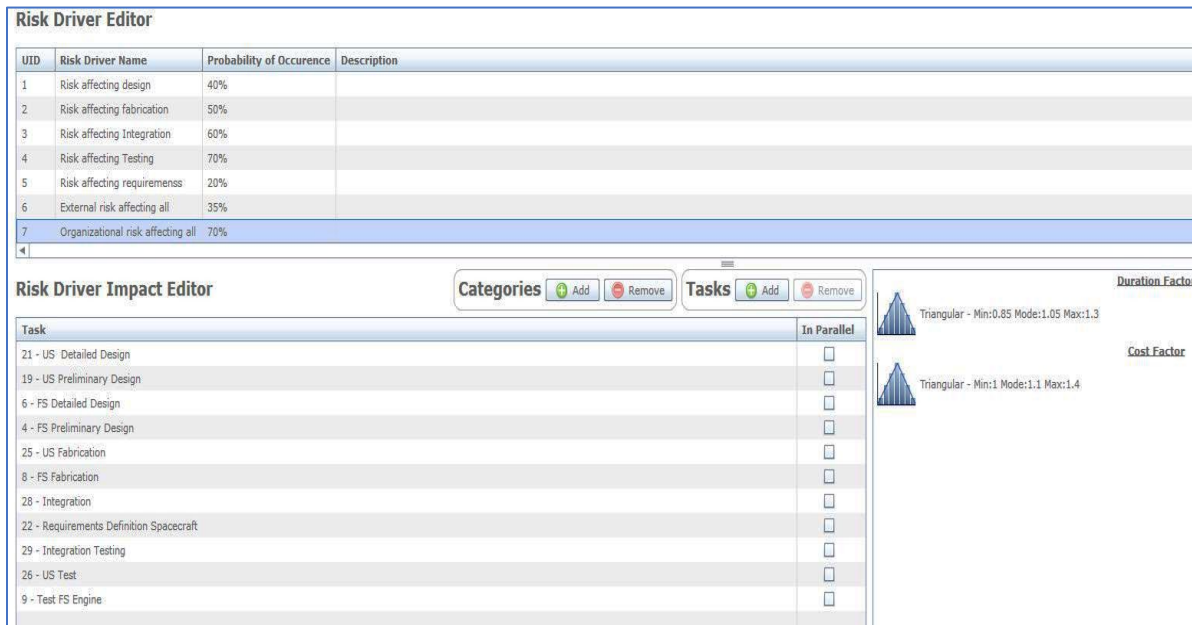 Risk Driver Editor
UID Risk Driver Name Probability of Occurence Description
1 Risk affecting design 40%
2 Risk affecting fabrication 50%
3 Risk affecting Integration 60%
4 Risk affecting Testing 70%
5 Risk affecting requiremenss 20%
6 External risk affecting all 35%
7 Organizational risk affecting all 70%
Risk Driver Impact Editor Categories Add Remove Tasks Add Remove
Duration Factor
Triangular - Min:0.85 Mode:1.05 Max:1.3
Cost Factor
Triangular - Min:1 Mode:1.1 Max:1.4
Task In Parallel
21 - US Detailed Design
19 - US Preliminary Design
6 - FS Detailed Design
4 - FS Preliminary Design
25 - US Fabrication
8 - FS Fabrication
28 - Integration
22 - Requirements Definition Spacecraft
29 - Integration Testing
26 - US Test
9 - Test FS Engine